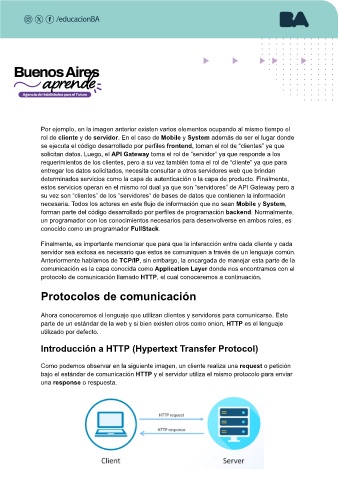 /educacionBA
BA
Buenos Aires
aprende
Agencia de Habilidades para el Futuro
Por ejemplo, en la imagen anterior existen varios elementos ocupando al mismo tiempo el
rol de cliente y de servidor. En el caso de Mobile y System además de ser el lugar donde
se ejecuta el código desarrollado por perfiles frontend, toman el rol de “clientes” ya que
solicitan datos. Luego, el API Gateway toma el rol de “servidor” ya que responde a los
requerimientos de los clientes, pero a su vez también toma el rol de “cliente” ya que para
entregar los datos solicitados, necesita consultar a otros servidores web que brindan
determinados servicios como la capa de autenticación o la capa de producto. Finalmente,
estos servicios operan en el mismo rol dual ya que son “servidores” de API Gateway pero a
su vez son “clientes” de los “servidores” de bases de datos que contienen la información
necesaria. Todos los actores en este flujo de información que no sean Mobile y System,
forman parte del código desarrollado por perfiles de programación backend. Normalmente,
un programador con los conocimientos necesarios para desenvolverse en ambos roles, es
conocido como un programador FullStack.
Finalmente, es importante mencionar que para que la interacción entre cada cliente y cada
servidor sea exitosa es necesario que estos se comuniquen a través de un lenguaje común.
Anteriormente hablamos de TCP/IP, sin embargo, la encargada de manejar esta parte de la
comunicación es la capa conocida como Application Layer donde nos encontramos con el
protocolo de comunicación llamado HTTP, el cual conoceremos a continuación.
Protocolos de comunicación
Ahora conoceremos el lenguaje que utilizan clientes y servidores para comunicarse. Esto
parte de un estándar de la web y si bien existen otros como onion, HTTP es el lenguaje
utilizado por defecto.
Introducción a HTTP (Hypertext Transfer Protocol)
Como podemos observar en la siguiente imagen, un cliente realiza una request o petición
bajo el estándar de comunicación HTTP y el servidor utiliza el mismo protocolo para enviar
una response o respuesta.
HTTP request
HTTP response
Client
Server